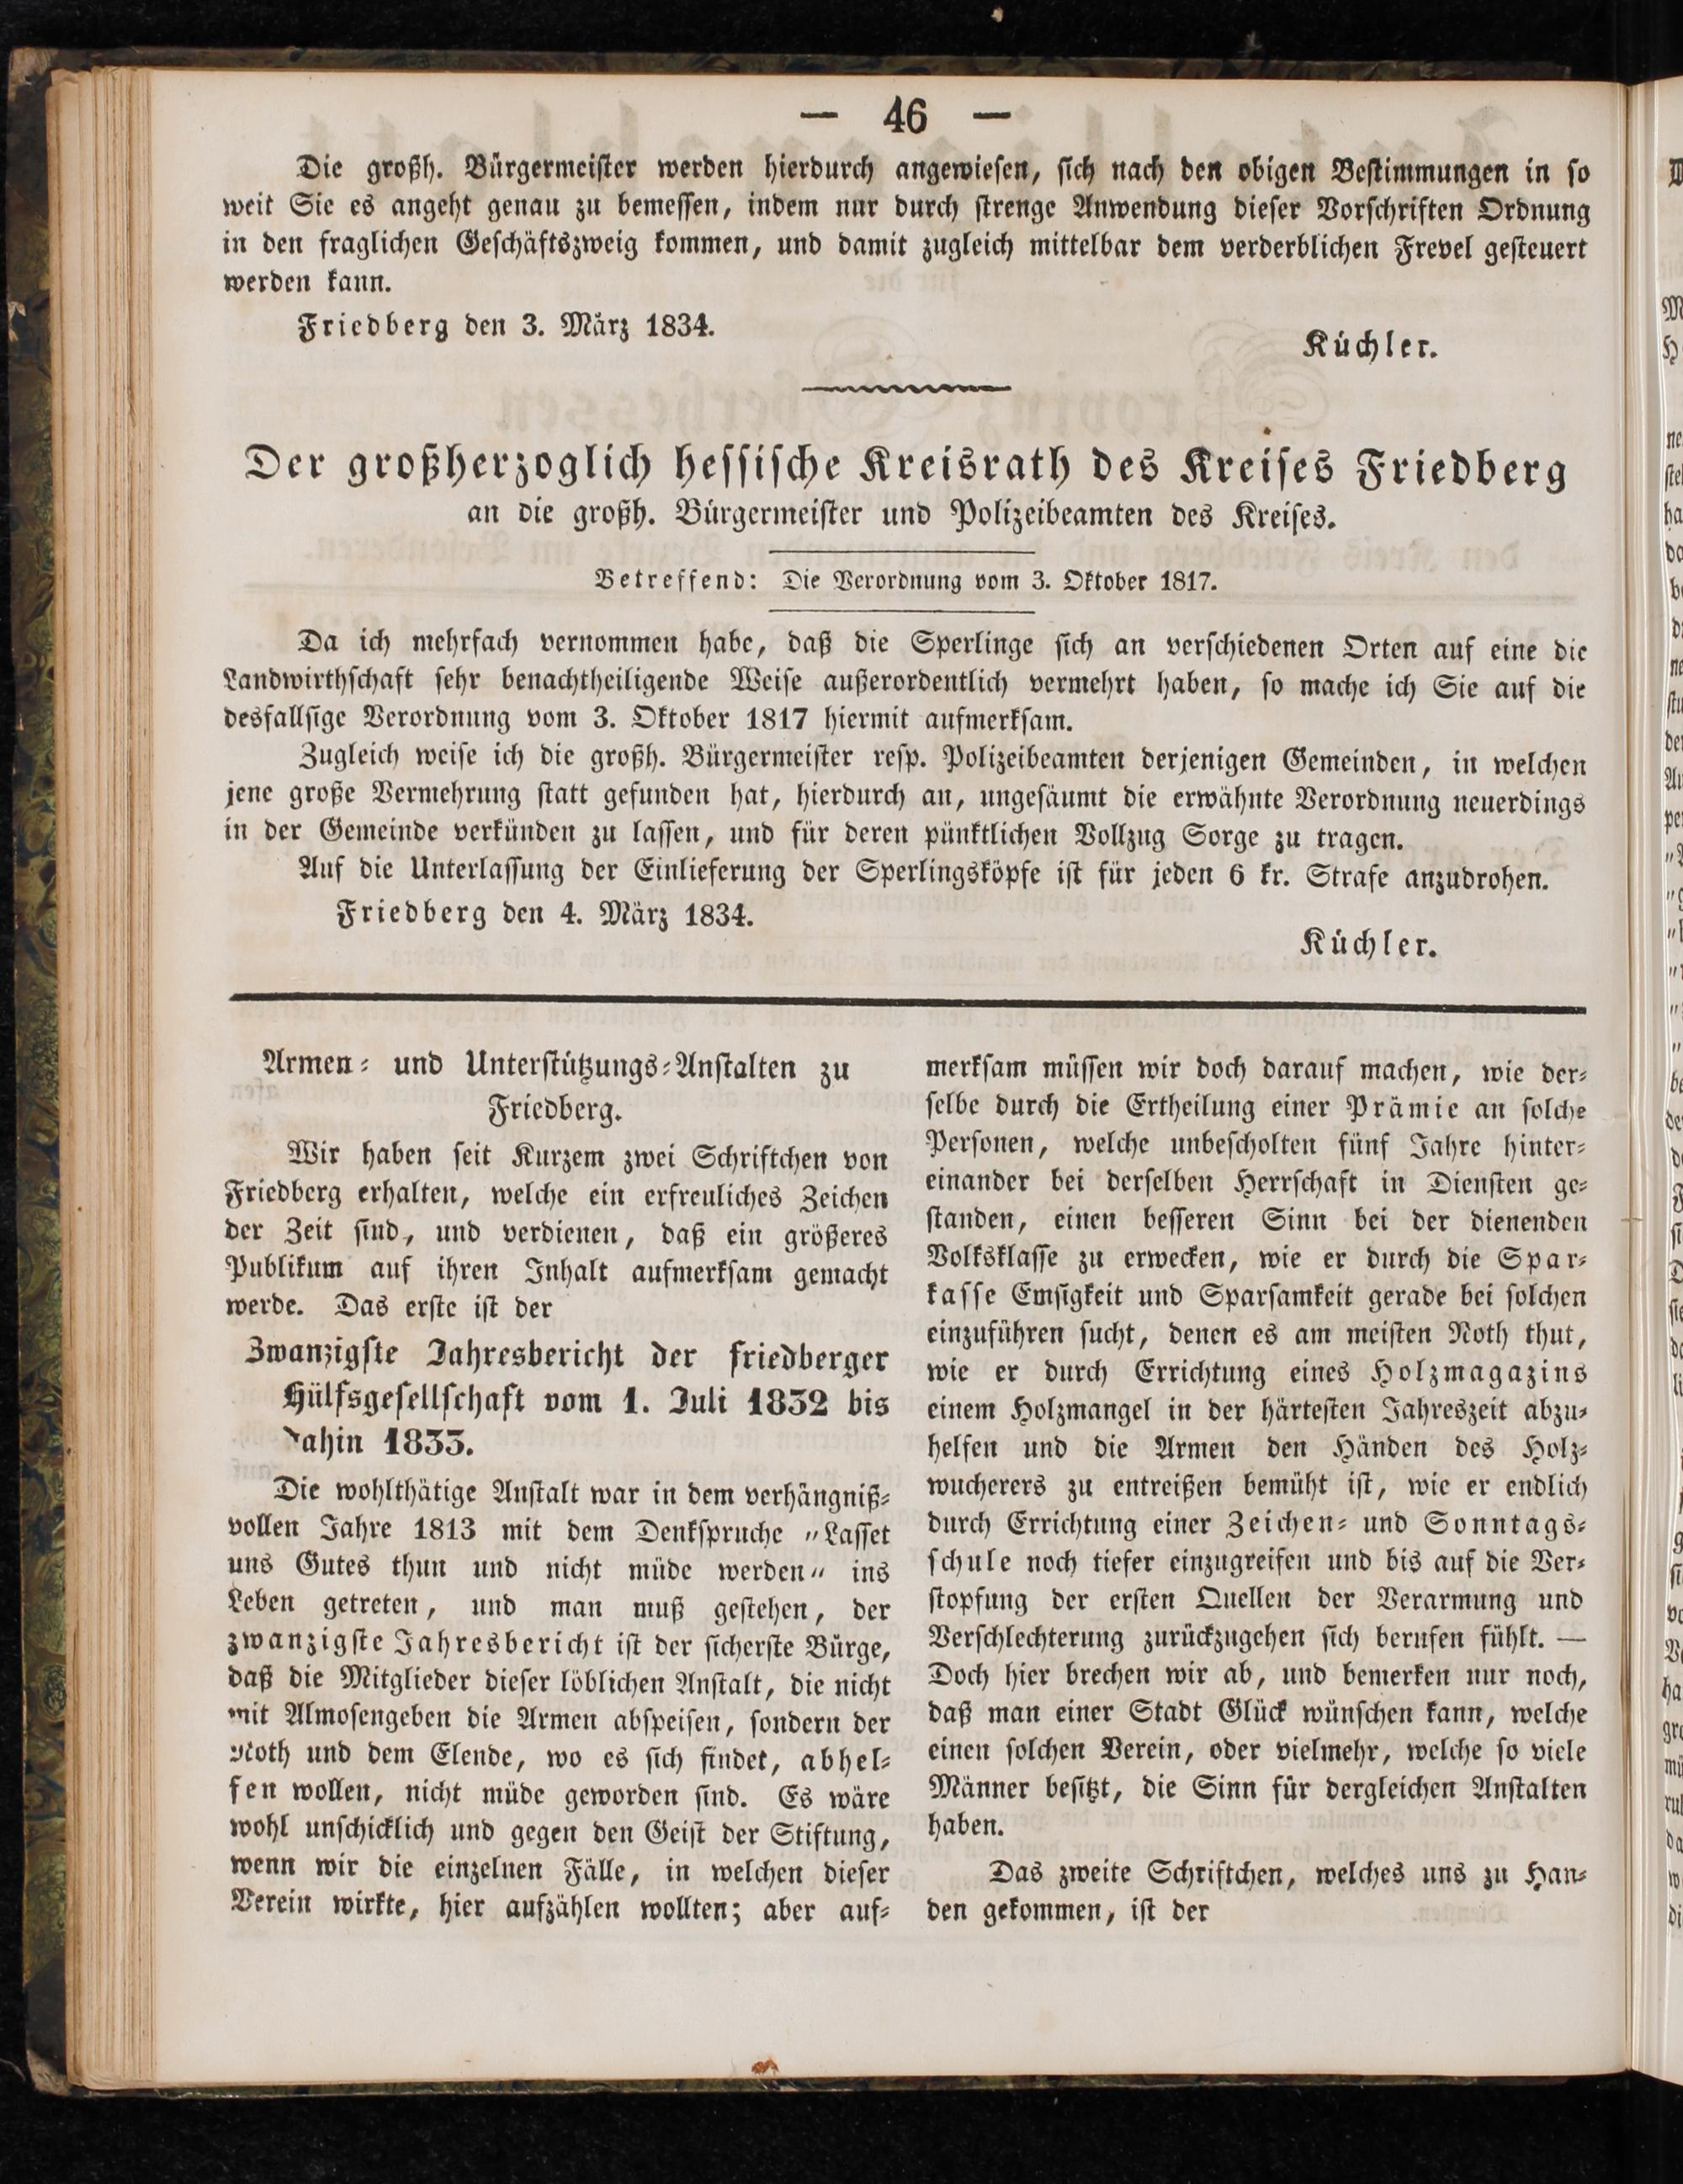 — 46 —
Die großh. Bürgermeister werden hierdurch angewiesen, sich nach den obigen Bestimmungen in so
weit Sie es angeht genau zu bemessen, indem nur durch strenge Anwendung dieser Vorschriften Ordnung
in den fraglichen Geschäftszweig kommen, und damit zugleich mittelbar dem verderblichen Frevel gesteuert
werden kann.
Friedberg den 3. März 1834.
Küchler.
Der großherzoglich hessische Kreisrath des Kreises Friedberg
an die großh. Bürgermeister und Polizeibeamten des Kreises.
Betreffend: Die Verordnung vom 3. Oktober 1817.
Da ich mehrfach vernommen habe, daß die Sperlinge sich an verschiedenen Orten auf eine die
Landwirthschaft sehr benachtheiligende Weise außerordentlich vermehrt haben, so mache ich Sie auf die
desfallsige Verordnung vom 3. Oktober 1817 hiermit aufmerksam.
Zugleich weise ich die großh. Bürgermeister resp. Polizeibeamten derjenigen Gemeinden, in welchen
jene große Vermehrung statt gefunden hat, hierdurch an, ungesäumt die erwähnte Verordnung neuerdings
in der Gemeinde verkünden zu lassen, und für deren pünktlichen Vollzug Sorge zu tragen.
Auf die Unterlassung der Einlieferung der Sperlingsköpfe ist für jeden 6 kr. Strafe anzudrohen.
Friedberg den 4. März 1834.
Küchler.
Armen- und Unterstützungs-Anstalten zu
Friedberg.
Wir haben seit Kurzem zwei Schriftchen von
Friedberg erhalten, welche ein erfreuliches Zeichen
der Zeit sind, und verdienen, daß ein größeres
Publikum auf ihren Inhalt aufmerksam gemacht
werde. Das erste ist der
Zwanzigste Jahresbericht der friedberger
Hülfsgesellschaft vom 1. Juli 1832 bis
dahin 1833.
Die wohlthätige Anstalt war in dem verhängniß-
vollen Jahre 1813 mit dem Denkspruche „Lasset
uns Gutes thun und nicht müde werden“ ins
Leben getreten, und man muß gestehen, der
zwanzigste Jahresbericht ist der sicherste Bürge,
daß die Mitglieder dieser löblichen Anstalt, die nicht
mit Almosengeben die Armen abspeisen, sondern der
Noth und dem Elende, wo es sich findet, abhel-
fen wollen, nicht müde geworden sind. Es wäre
wohl unschicklich und gegen den Geist der Stiftung,
wenn wir die einzelnen Fälle, in welchen dieser
Verein wirkte, hier aufzählen wollten; aber auf-
merksam müssen wir doch darauf machen, wie der-
selbe durch die Ertheilung einer Prämie an solche
Personen, welche unbescholten fünf Jahre hinter-
einander bei derselben Herrschaft in Diensten ge-
standen, einen besseren Sinn bei der dienenden
Volksklasse zu erwecken, wie er durch die Spar-
kasse Emsigkeit und Sparsamkeit gerade bei solchen
einzuführen sucht, denen es am meisten Noth thut,
wie er durch Errichtung eines Holzmagazins
einem Holzmangel in der härtesten Jahreszeit abzu-
helfen und die Armen den Händen des Holz-
wucherers zu entreißen bemüht ist, wie er endlich
durch Errichtung einer Zeichen- und Sonntags-
schule noch tiefer einzugreifen und bis auf die Ver-
stopfung der ersten Quellen der Verarmung und
Verschlechterung zurückzugehen sich berufen fühlt. —
Doch hier brechen wir ab, und bemerken nur noch,
daß man einer Stadt Glück wünschen kann, welche
einen solchen Verein, oder vielmehr, welche so viele
Männer besitzt, die Sinn für dergleichen Anstalten
haben.
Das zweite Schriftchen, welches uns zu Han-
den gekommen, ist der